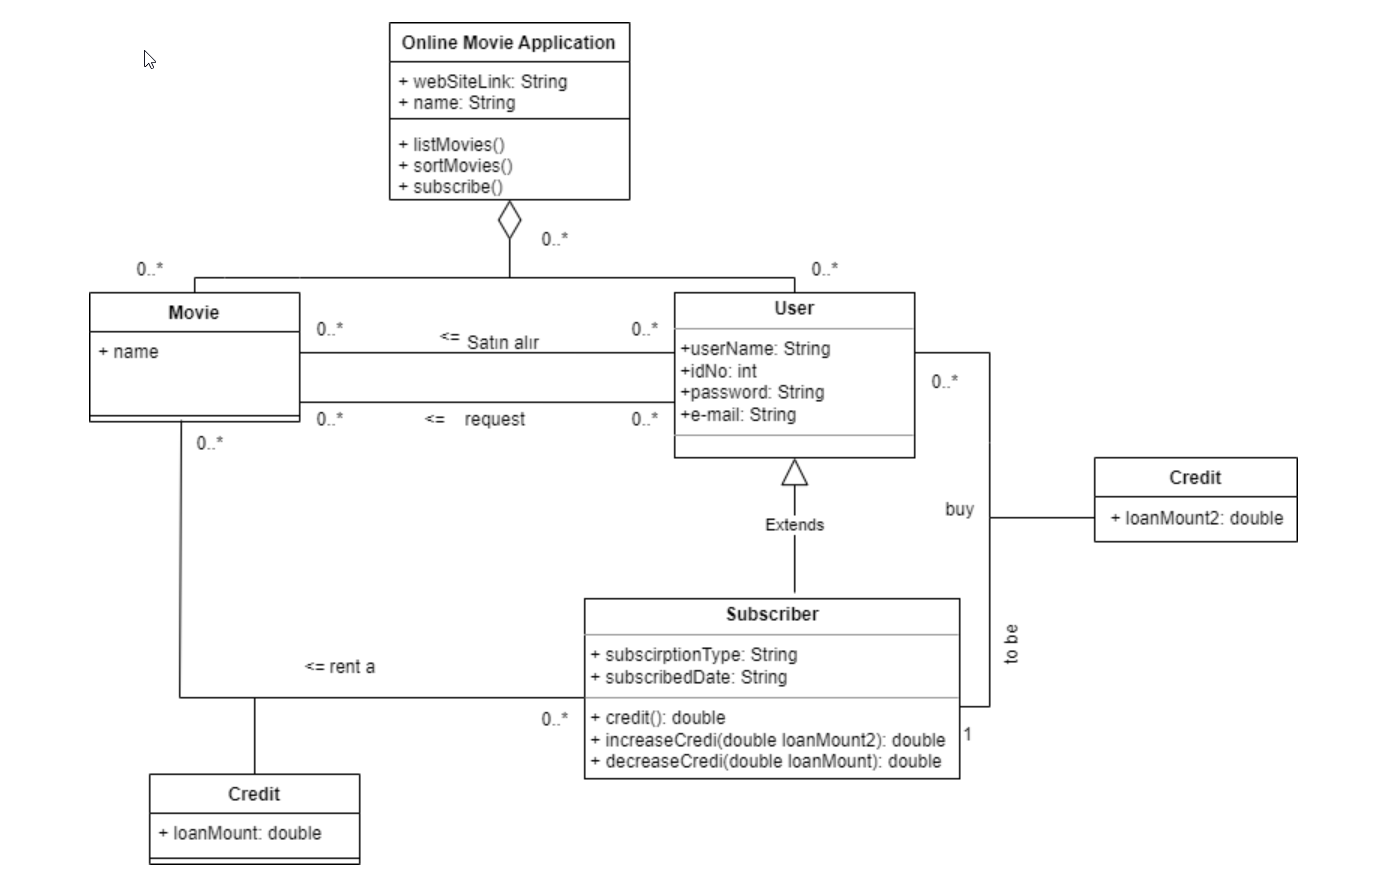 Online Movie Application
+ webSiteLink: String
+ name: String
+ listMovies()
+ sortMovies()
+ subscribe()
0..*
0..*
0..*
Movie
+ name
User
+userName: String
+idNo: int
+password: String
+e-mail: String
0..*
<= Satın alır
0..*
0..*
<= request
0..*
0..*
0..*
buy
to be
Credit
+ loanMount2: double
Extends
Subscriber
+ subscirptionType: String
+ subscribedDate: String
+ credit(): double
+ increaseCredi(double loanMount2): double
+ decreaseCredi(double loanMount): double
1
<= rent a
0..*
Credit
+ loanMount: double